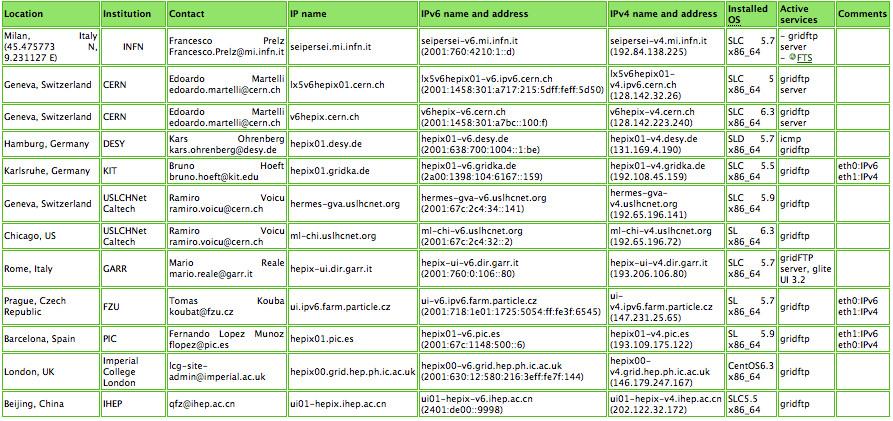 Location Institution Contact IP name IPv6 name and address IPv4 name and address Installed OS Active services Comments
Milan, Italy (45.475773 N, 9.231127 E) INFN Francesco Prelz Francesco.Prelz@mi.infn.it seipersei.mi.infn.it seipersei-v6.mi.infn.it (2001:760:4210:1::d) seipersei-v4.mi.infn.it (192.84.138.225) SLC 5.7 x86_64 - gridftp server - FTS
Geneva, Switzerland CERN Edoardo Martelli edoardo.martelli@cern.ch lx5v6hepix01.cern.ch lx5v6hepix01-v6.ipv6.cern.ch (2001:1458:301:a717:215:5dff:feff:5d50) lx5v6hepix01-v4.ipv6.cern.ch (128.142.32.26) SLC 5 x86_64 gridftp server
Geneva, Switzerland CERN Edoardo Martelli edoardo.martelli@cern.ch v6hepix.cern.ch v6hepix-v6.cern.ch (2001:1458:301:a7bc::100:f) v6hepix-v4.cern.ch (128.142.223.240) SLC 6.3 x86_64 gridftp server
Hamburg, Germany DESY Kars Ohrenberg kars.ohrenberg@desy.de hepix01.desy.de hepix01-v6.desy.de (2001:638:700:1004::1:be) hepix01-v4.desy.de (131.169.4.190) SLD 5.7 x86_64 icmp gridftp
Karlsruhe, Germany KIT Bruno Hoeft bruno.hoeft@kit.edu hepix01.gridka.de hepix01-v6.gridka.de (2a00:1398:104:6167::159) hepix01-v4.gridka.de (192.108.45.159) SLC 5.5 x86_64 gridftp eth0:IPv6 eth1:IPv4
Geneva, Switzerland USLCHNet Caltech Ramiro Voicu ramiro.voicu@cern.ch hermes-gva.uslhcnet.org hermes-gva-v6.uslhcnet.org (2001:67c:2c4:34::141) hermes-gva-v4.uslhcnet.org (192.65.196.141) SLC 5.9 x86_64 gridftp
Chicago, US USLCHNet Caltech Ramiro Voicu ramiro.voicu@cern.ch ml-chi.uslhcnet.org ml-chi-v6.uslhcnet.org (2001:67c:2c4:32::2) ml-chi-v4.uslhcnet.org (192.65.196.72) SL 6.3 x86_64 gridftp
Rome, Italy GARR Mario Reale mario.reale@garr.it hepix-ui.dir.garr.it hepix-ui-v6.dir.garr.it (2001:760:0:106::80) hepix-ui-v4.dir.garr.it (193.206.106.80) SLC 5.7 x86_64 gridFTP server, glite UI 3.2
Prague, Czech Republic FZU Tomas Kouba koubat@fzu.cz ui.ipv6.farm.particle.cz ui-v6.ipv6.farm.particle.cz (2001:718:1e01:1725:5054:ff:fe3f:6545) ui-v4.ipv6.farm.particle.cz (147.231.25.65) SL 5.7 x86_64 gridftp eth0:IPv6 eth1:IPv4
Barcelona, Spain PIC Fernando Lopez Munoz flopez@pic.es hepix01.pic.es hepix01-v6.pic.es (2001:67c:1148:500::6) hepix01-v4.pic.es (193.109.175.122) SL 5.9 x86_64 gridftp eth1:IPv6 eth0:IPv4
London, UK Imperial College London lcg-site-admin@imperial.ac.uk hepix00.grid.hep.ph.ic.ac.uk hepix00-v6.grid.hep.ph.ic.ac.uk (2001:630:12:580:216:3eff:fe7f:144) hepix00-v4.grid.hep.ph.ic.ac.uk (146.179.247.167) CentOS6.3 x86_64 gridftp
Beijing, China IHEP qfz@ihep.ac.cn ui01-hepix.ihep.ac.cn ui01-hepix-v6.ihep.ac.cn (2401:de00::9998) ui01-hepix-v4.ihep.ac.cn (202.122.32.172) SLC5.5 x86_64 gridftp